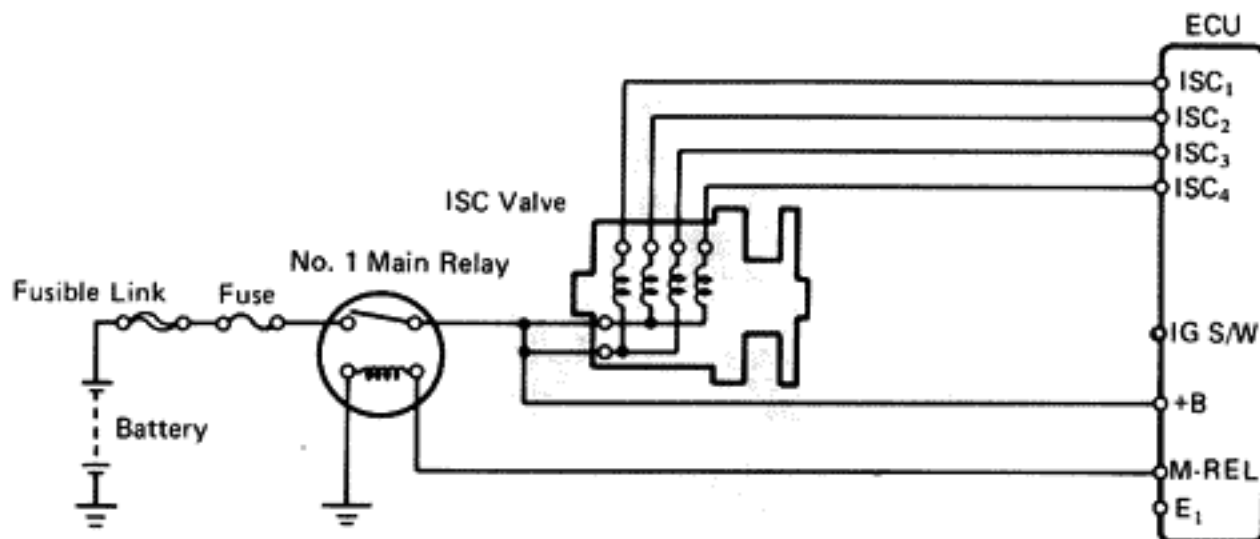 ECU
ISC₁
ISC₂
ISC₃
ISC₄
ISC Valve
No. 1 Main Relay
Fusible Link
Fuse
IG S/W
+B
Battery
M-REL
E₁